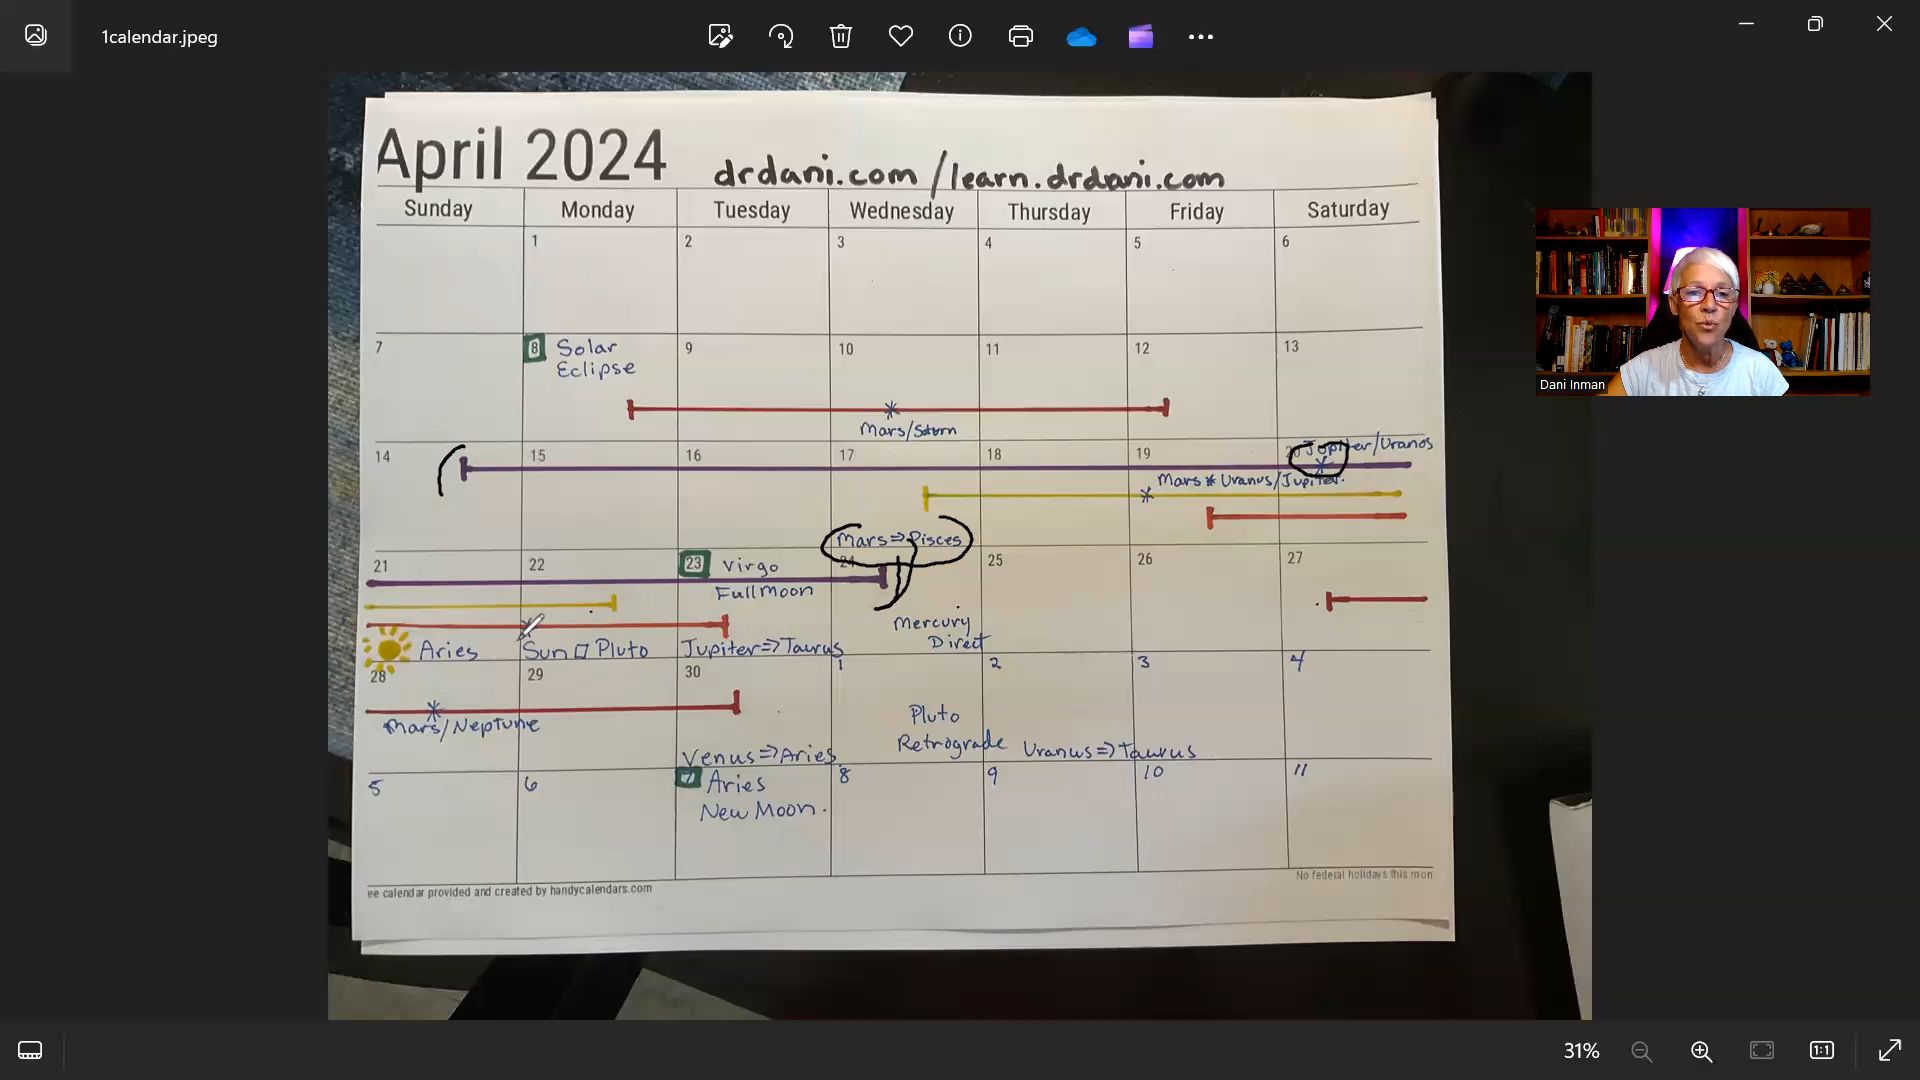 1calendar.jpeg
April 2024 drdani.com / learn.drdani.com
Sunday Monday Tuesday Wednesday Thursday Friday Saturday
1 2 3 4 5 6
7 8 Solar Eclipse 9 10 11 12 13
Mars/Saturn
14 15 16 17 18 19 Jupiter/Uranos
Mars * Uranus/Jupiter
Mars ⇒ Pisces
21 22 23 Virgo 24 25 26 27
Full Moon
Mercury
Direct
Aries Sun □ Pluto Jupiter ⇒ Taurus
28 29 30 1 2 3 4
Mars/Neptune
Pluto
Retrograde
Venus ⇒ Aries Uranus ⇒ Taurus
5 6 7 Aries 8 9 10 11
New Moon.
ee calendar provided and created by handycalendars.com
No federal holidays this mon
Dani Inman
31%
1:1